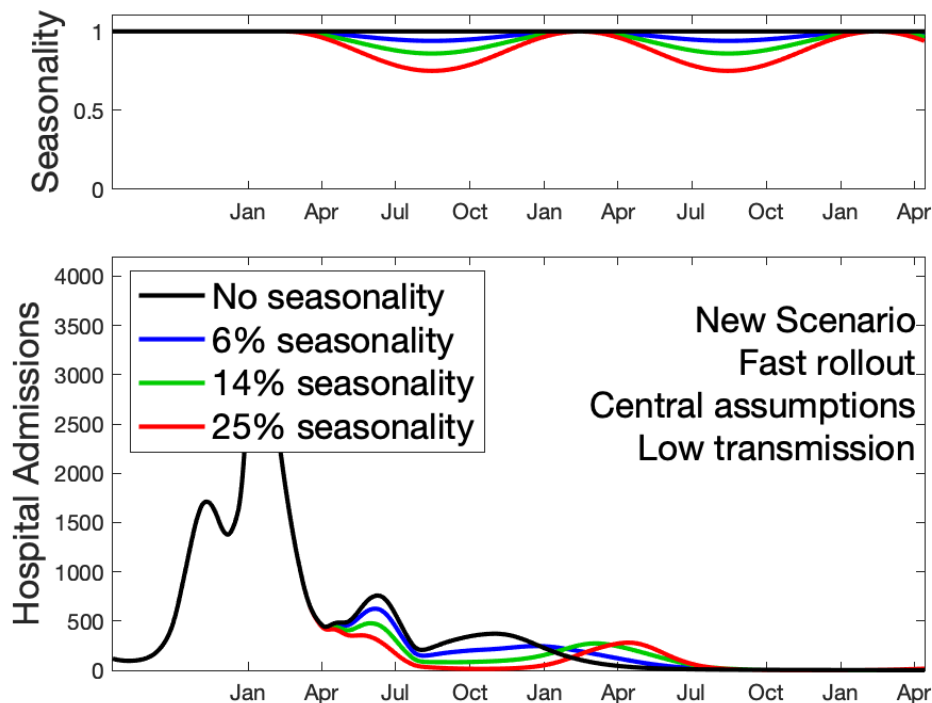 Seasonality
1
0.5
0
Jan Apr Jul Oct Jan Apr Jul Oct Jan Apr
Hospital Admissions
4000
3500
3000
2500
2000
1500
1000
500
0
No seasonality
6% seasonality
14% seasonality
25% seasonality
New Scenario
Fast rollout
Central assumptions
Low transmission
Jan Apr Jul Oct Jan Apr Jul Oct Jan Apr